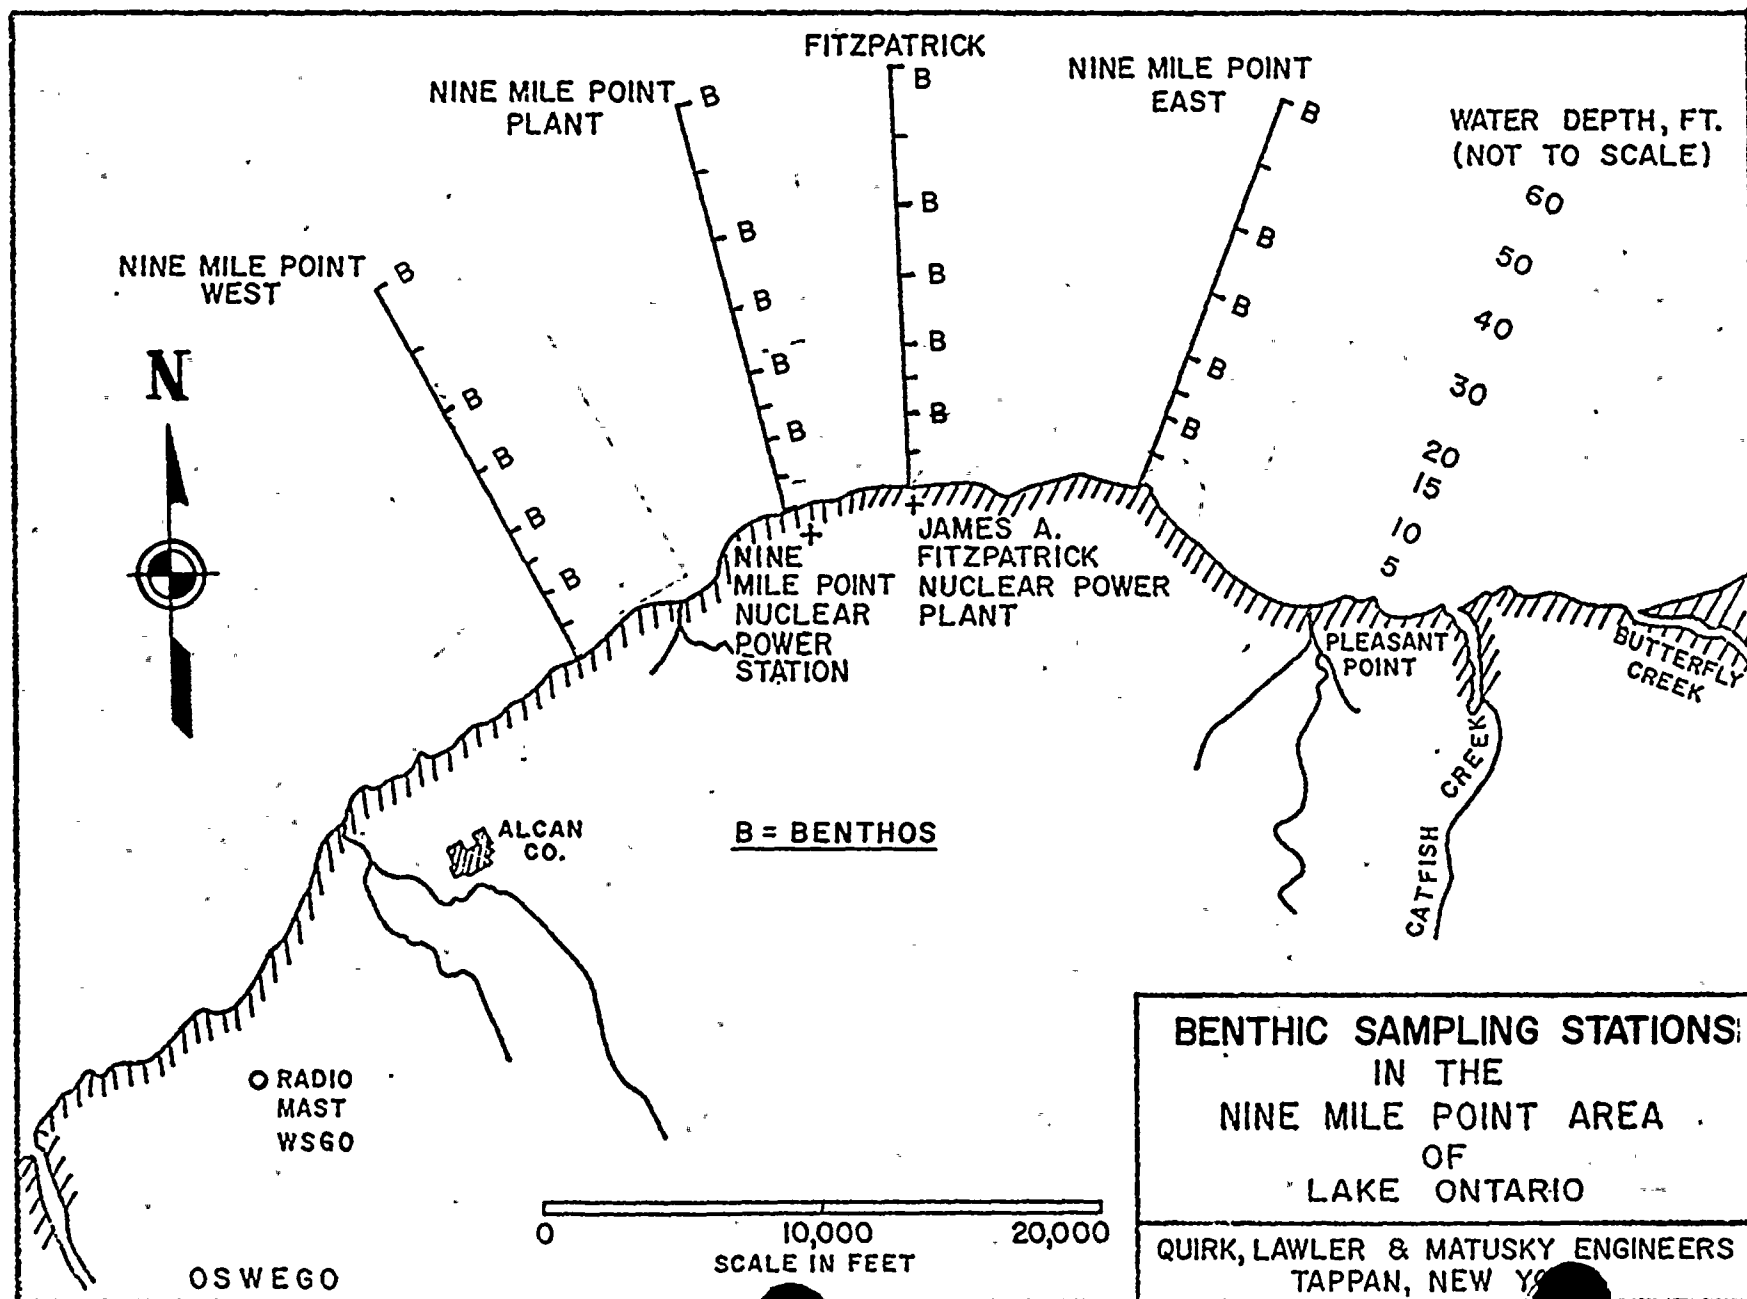 FITZPATRICK
B
B
B
B
B
NINE MILE POINT
PLANT
B
B
B
B
B
NINE MILE POINT
EAST
B
B
B
B
B
WATER DEPTH, FT.
(NOT TO SCALE)
60
50
40
30
20
15
10
5
NINE MILE POINT
WEST
B
B
B
B
B
N
NINE
MILE POINT
NUCLEAR
POWER
STATION
JAMES A.
FITZPATRICK
NUCLEAR POWER
PLANT
PLEASANT
POINT
BUTTERFLY
CREEK
CATFISH CREEK
ALCAN
CO.
B = BENTHOS
RADIO
MAST
WSGO
OSWEGO
0 10,000 20,000
SCALE IN FEET
BENTHIC SAMPLING STATIONS
IN THE
NINE MILE POINT AREA
OF
LAKE ONTARIO
QUIRK, LAWLER & MATUSKY ENGINEERS
TAPPAN, NEW